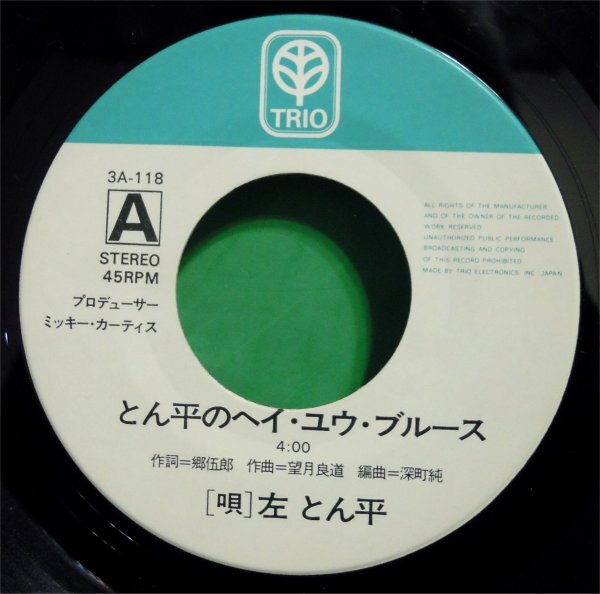 TRIO
3A-118
A
STEREO
45RPM
プロデューサー
ミッキー・カーティス
ALL RIGHTS OF THE MANUFACTURER
AND OF THE OWNER OF THE RECORDED
WORK RESERVED
UNAUTHORIZED PUBLIC PERFORMANCE
BROADCASTING AND COPYING
OF THIS RECORD PROHIBITED
MADE BY TRIO ELECTRONICS, INC. JAPAN
とん平のヘイ・ユウ・ブルース
4:00
作詞=郷伍郎 作曲=望月良道 編曲=深町純
[唄]左 とん平